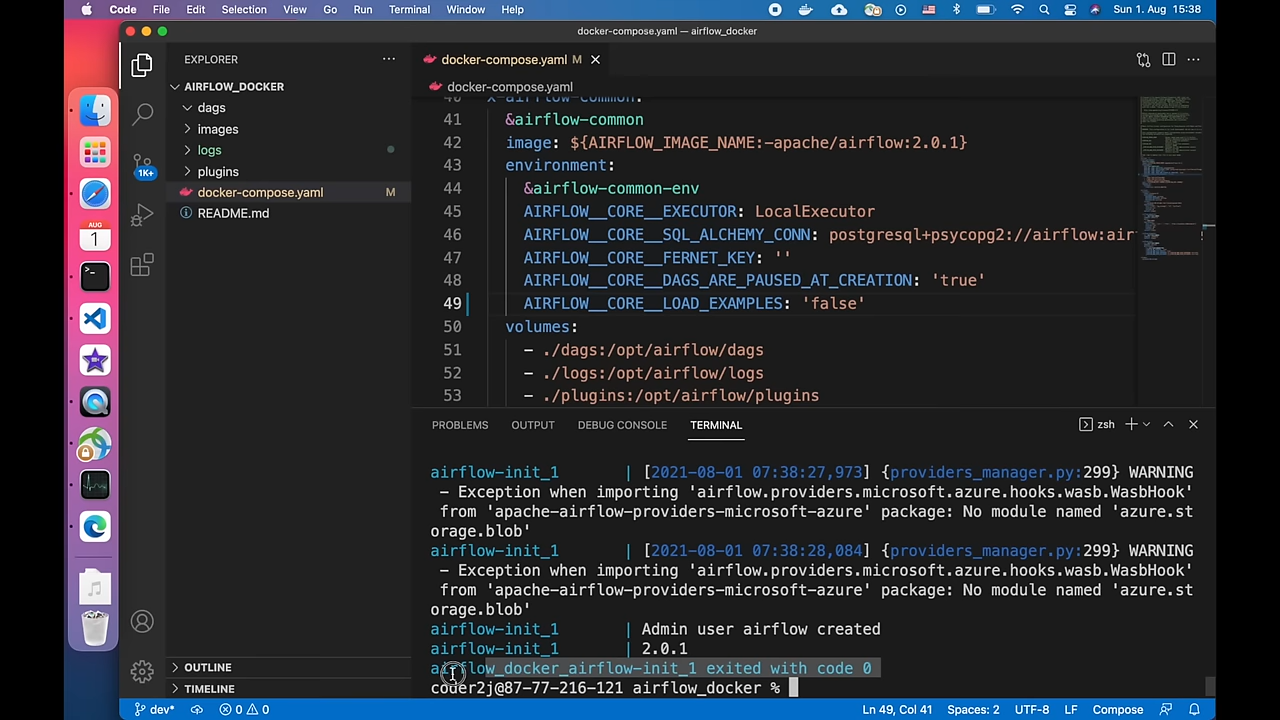 Code File Edit Selection View Go Run Terminal Window Help Sun 1. Aug 15:38
docker-compose.yaml — airflow_docker
EXPLORER
AIRFLOW_DOCKER
dags
images
logs
plugins
docker-compose.yaml M
README.md
OUTLINE
TIMELINE
1K+
AUG
1
docker-compose.yaml M
docker-compose.yaml
40 x-airflow-common:
41 &airflow-common
42 image: ${AIRFLOW_IMAGE_NAME:-apache/airflow:2.0.1}
43 environment:
44 &airflow-common-env
45 AIRFLOW__CORE__EXECUTOR: LocalExecutor
46 AIRFLOW__CORE__SQL_ALCHEMY_CONN: postgresql+psycopg2://airflow:air
47 AIRFLOW__CORE__FERNET_KEY: ''
48 AIRFLOW__CORE__DAGS_ARE_PAUSED_AT_CREATION: 'true'
49 AIRFLOW__CORE__LOAD_EXAMPLES: 'false'
50 volumes:
51 - ./dags:/opt/airflow/dags
52 - ./logs:/opt/airflow/logs
53 - ./plugins:/opt/airflow/plugins
PROBLEMS OUTPUT DEBUG CONSOLE TERMINAL zsh
airflow-init_1 | [2021-08-01 07:38:27,973] {providers_manager.py:299} WARNING
- Exception when importing 'airflow.providers.microsoft.azure.hooks.wasb.WasbHook'
from 'apache-airflow-providers-microsoft-azure' package: No module named 'azure.st
orage.blob'
airflow-init_1 | [2021-08-01 07:38:28,084] {providers_manager.py:299} WARNING
- Exception when importing 'airflow.providers.microsoft.azure.hooks.wasb.WasbHook'
from 'apache-airflow-providers-microsoft-azure' package: No module named 'azure.st
orage.blob'
airflow-init_1 | Admin user airflow created
airflow-init_1 | 2.0.1
airflow_docker_airflow-init_1 exited with code 0
coder2j@87-77-216-121 airflow_docker %
dev* 0 0 Ln 49, Col 41 Spaces: 2 UTF-8 LF Compose